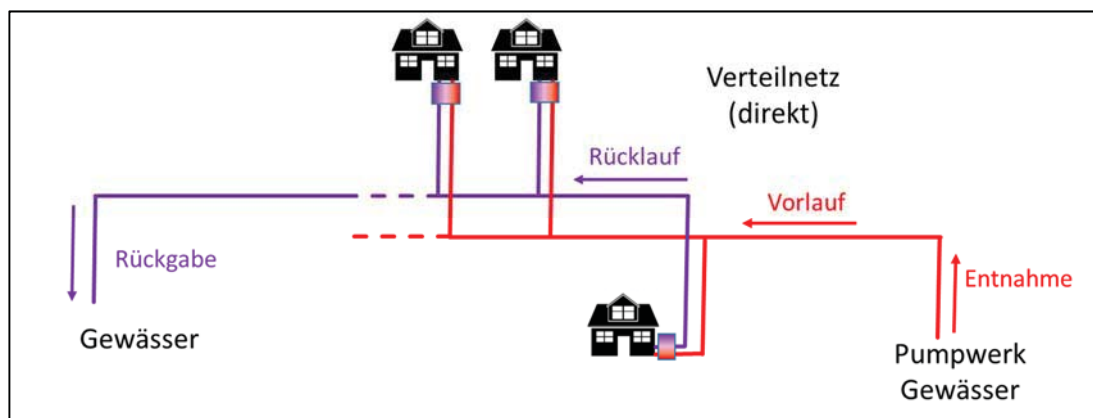 Verteilnetz
(direkt)
Rücklauf
Vorlauf
Rückgabe
Entnahme
Gewässer
Pumpwerk
Gewässer